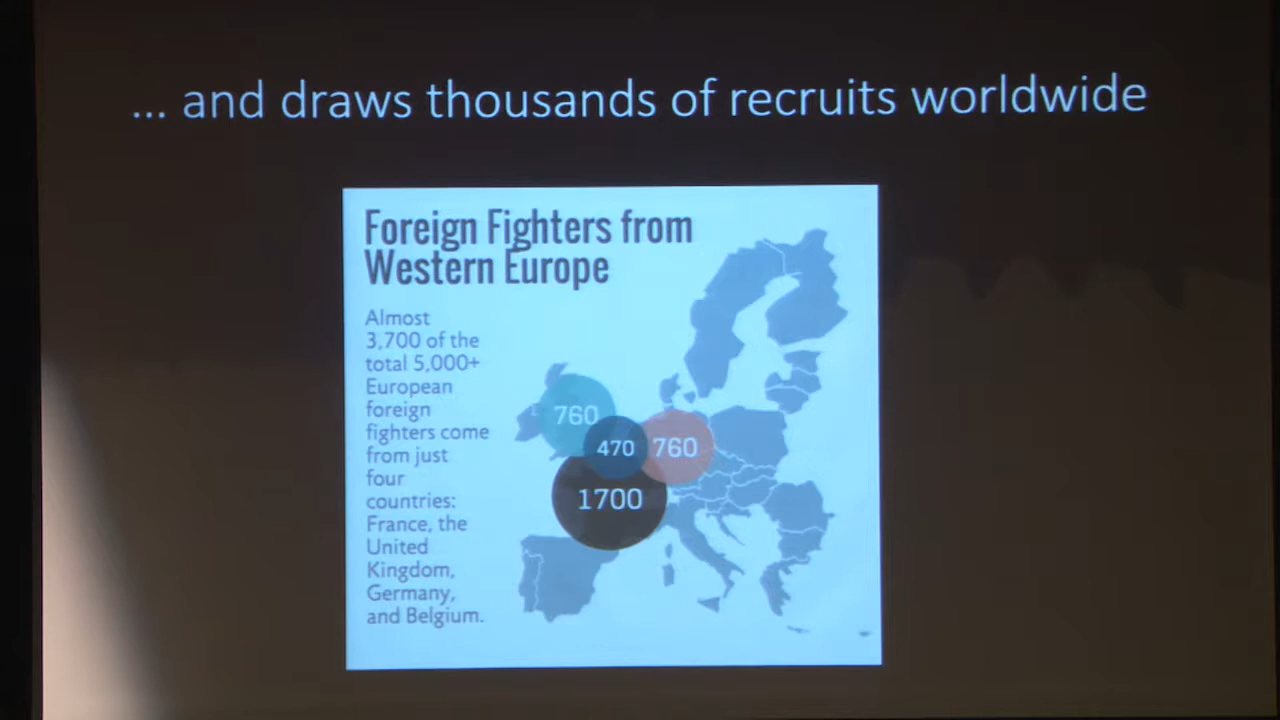 ... and draws thousands of recruits worldwide
Foreign Fighters from
Western Europe
Almost
3,700 of the
total 5,000+
European
foreign
fighters come
from just
four
countries:
France, the
United
Kingdom,
Germany,
and Belgium.
760
470
760
1700